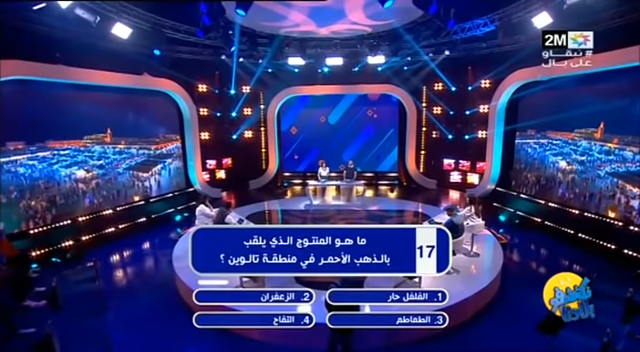 2M
#نبقاو
على بال
17
ما هو المنتوج الذي يلقب
بالذهب الأحمر في منطقة تالوين ؟
1. الفلفل حار
2. الزعفران
3. الطماطم
4. التفاح